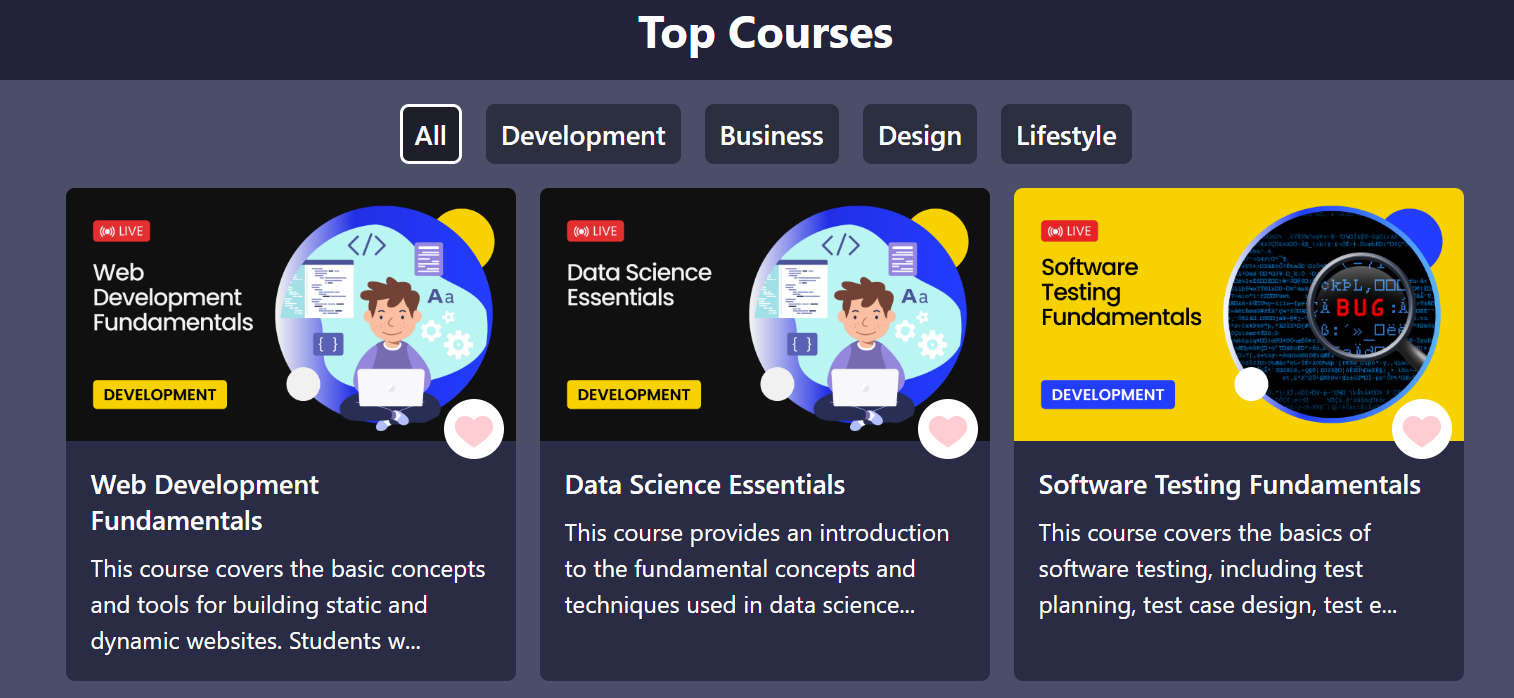 Top Courses
All
Development
Business
Design
Lifestyle
LIVE
Web
Development
Fundamentals
</>
Aa
{ }
DEVELOPMENT
LIVE
Data Science
Essentials
</>
Aa
{ }
DEVELOPMENT
LIVE
Software
Testing
Fundamentals
BUG
DEVELOPMENT
Web Development
Fundamentals
This course covers the basic concepts
and tools for building static and
dynamic websites. Students w...
Data Science Essentials
This course provides an introduction
to the fundamental concepts and
techniques used in data science...
Software Testing Fundamentals
This course covers the basics of
software testing, including test
planning, test case design, test e...